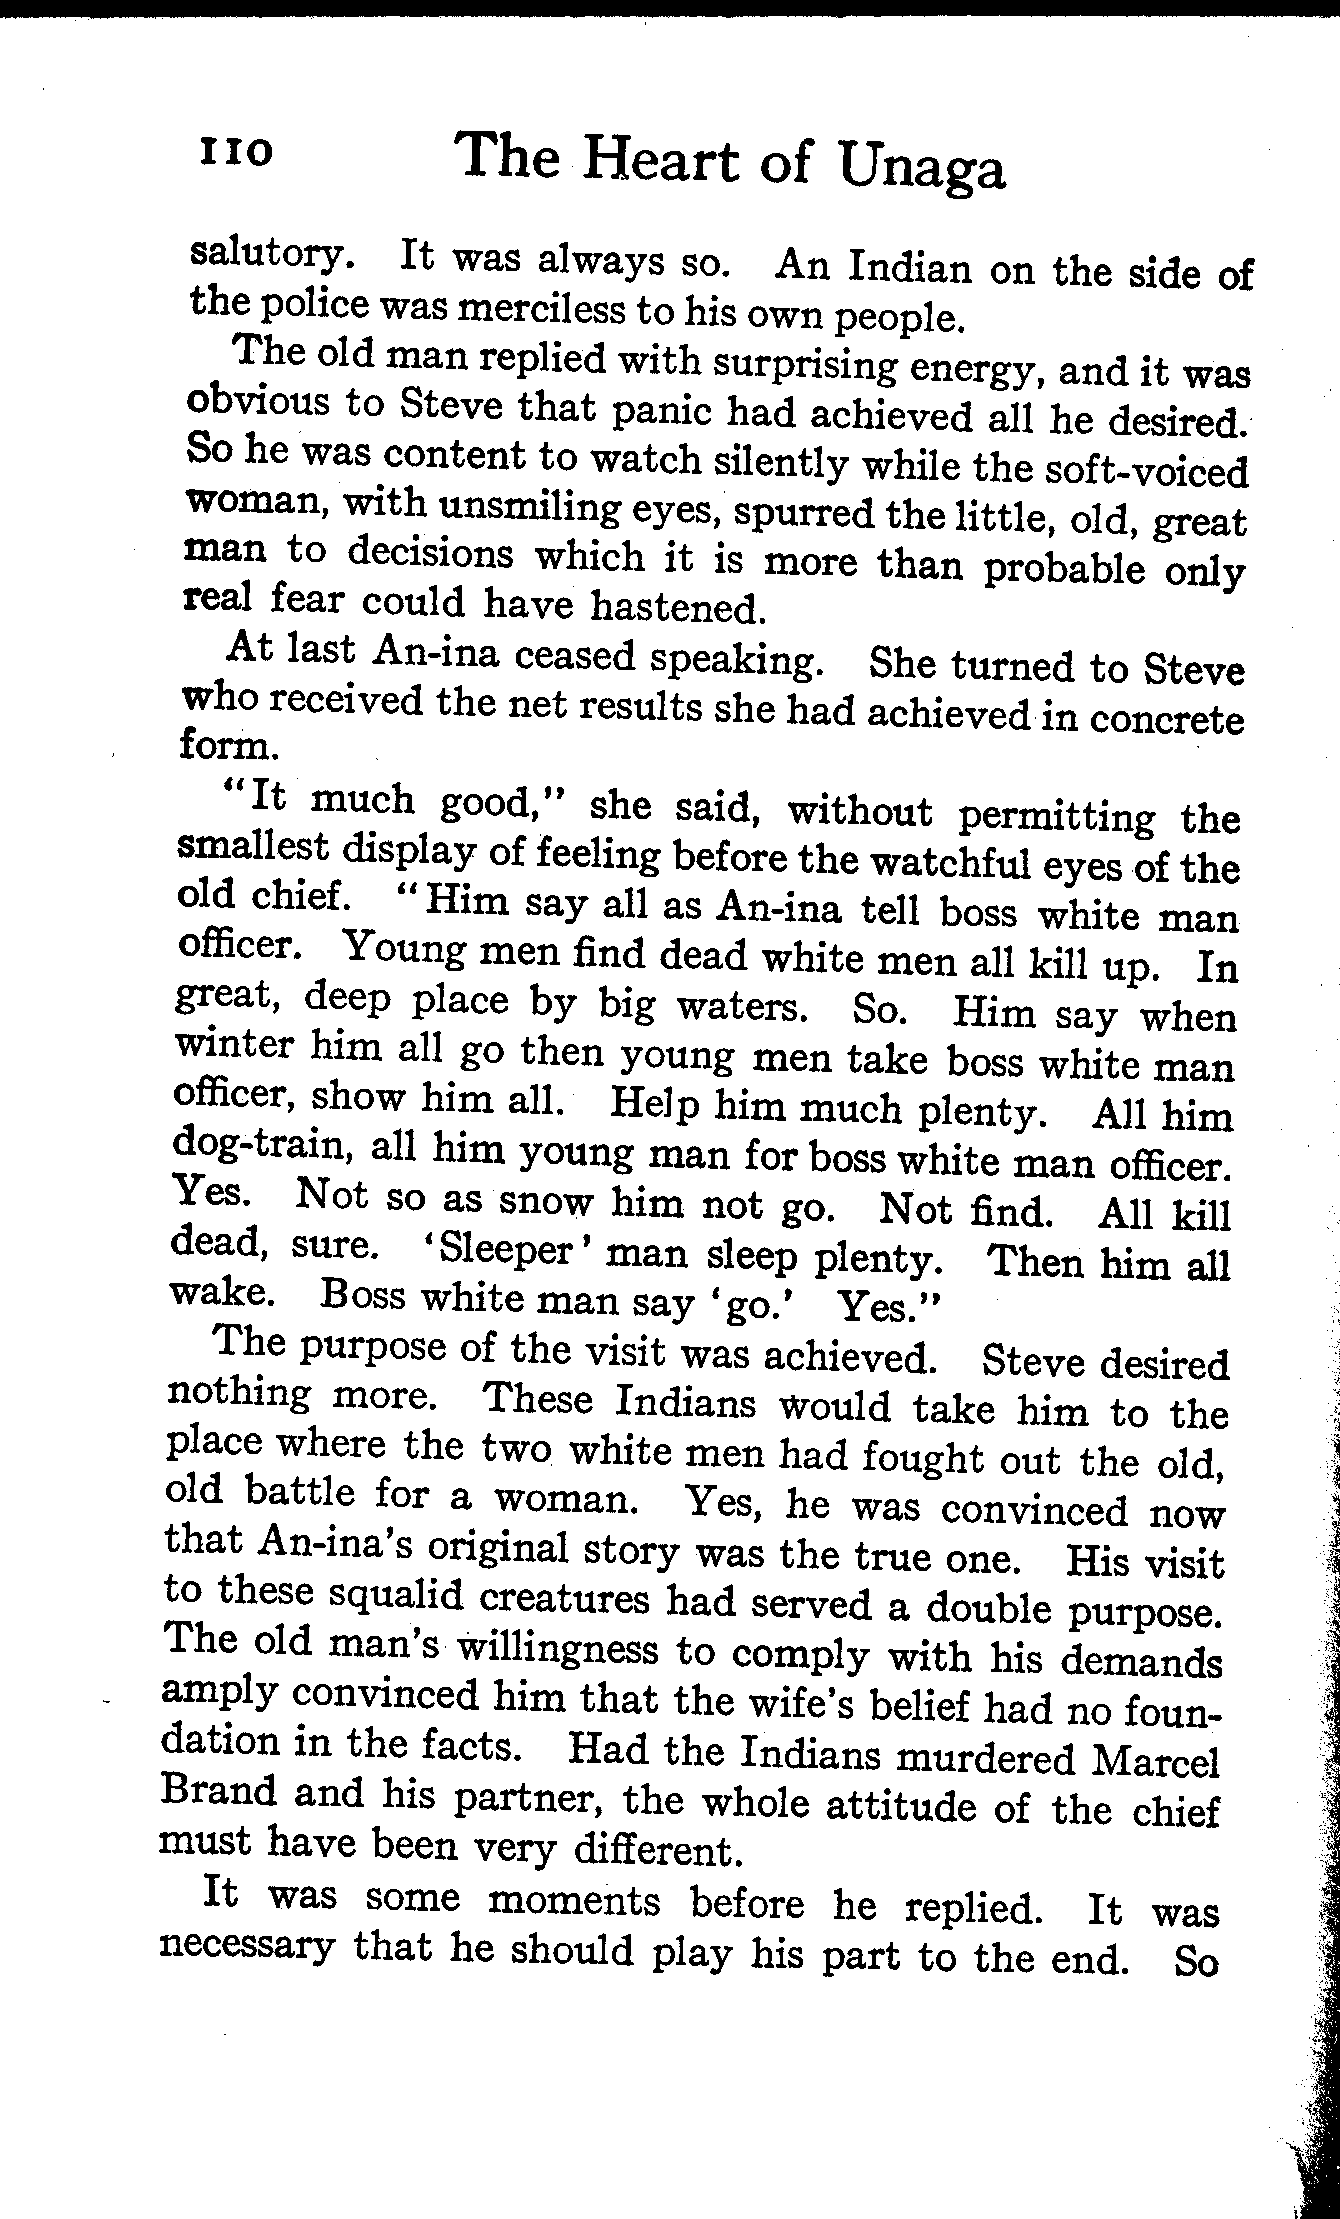 110 The Heart of Unaga
salutory. It was always so. An Indian on the side of
the police was merciless to his own people.
The old man replied with surprising energy, and it was
obvious to Steve that panic had achieved all he desired.
So he was content to watch silently while the soft-voiced
woman, with unsmiling eyes, spurred the little, old, great
man to decisions which it is more than probable only
real fear could have hastened.
At last An-ina ceased speaking. She turned to Steve
who received the net results she had achieved in concrete
form.
"It much good," she said, without permitting the
smallest display of feeling before the watchful eyes of the
old chief. "Him say all as An-ina tell boss white man
officer. Young men find dead white men all kill up. In
great, deep place by big waters. So. Him say when
winter him all go then young men take boss white man
officer, show him all. Help him much plenty. All him
dog-train, all him young man for boss white man officer.
Yes. Not so as snow him not go. Not find. All kill
dead, sure. 'Sleeper' man sleep plenty. Then him all
wake. Boss white man say 'go.' Yes."
The purpose of the visit was achieved. Steve desired
nothing more. These Indians would take him to the
place where the two white men had fought out the old,
old battle for a woman. Yes, he was convinced now
that An-ina's original story was the true one. His visit
to these squalid creatures had served a double purpose.
The old man's willingness to comply with his demands
amply convinced him that the wife's belief had no foun-
dation in the facts. Had the Indians murdered Marcel
Brand and his partner, the whole attitude of the chief
must have been very different.
It was some moments before he replied. It was
necessary that he should play his part to the end. So